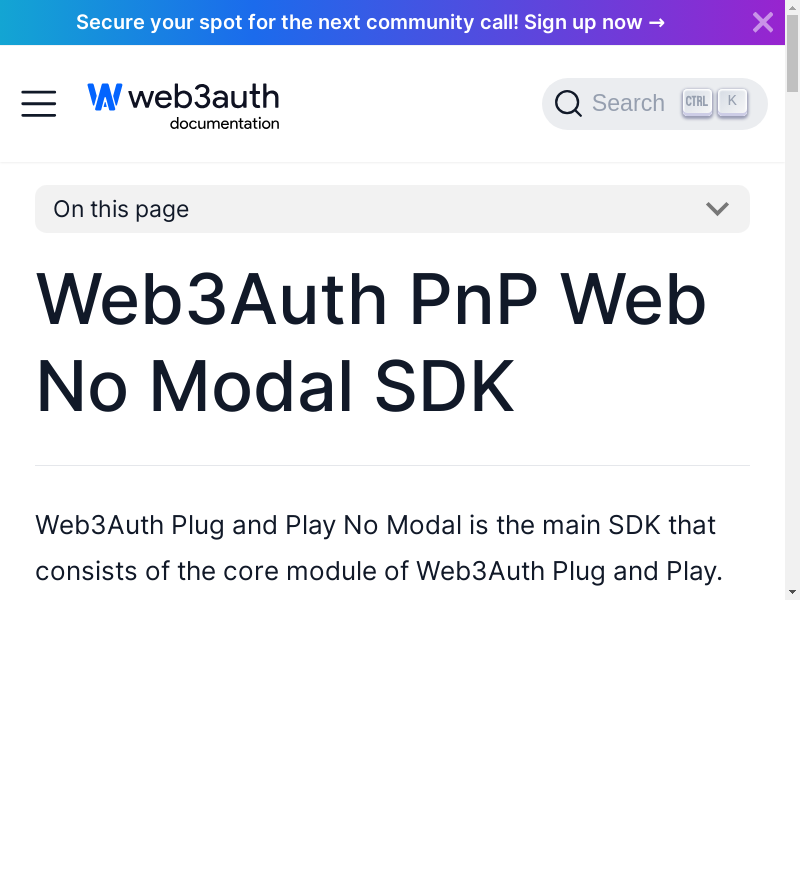 Secure your spot for the next community call! Sign up now →
web3auth
documentation
Search CTRL K
On this page
Web3Auth PnP Web
No Modal SDK
Web3Auth Plug and Play No Modal is the main SDK that
consists of the core module of Web3Auth Plug and Play.